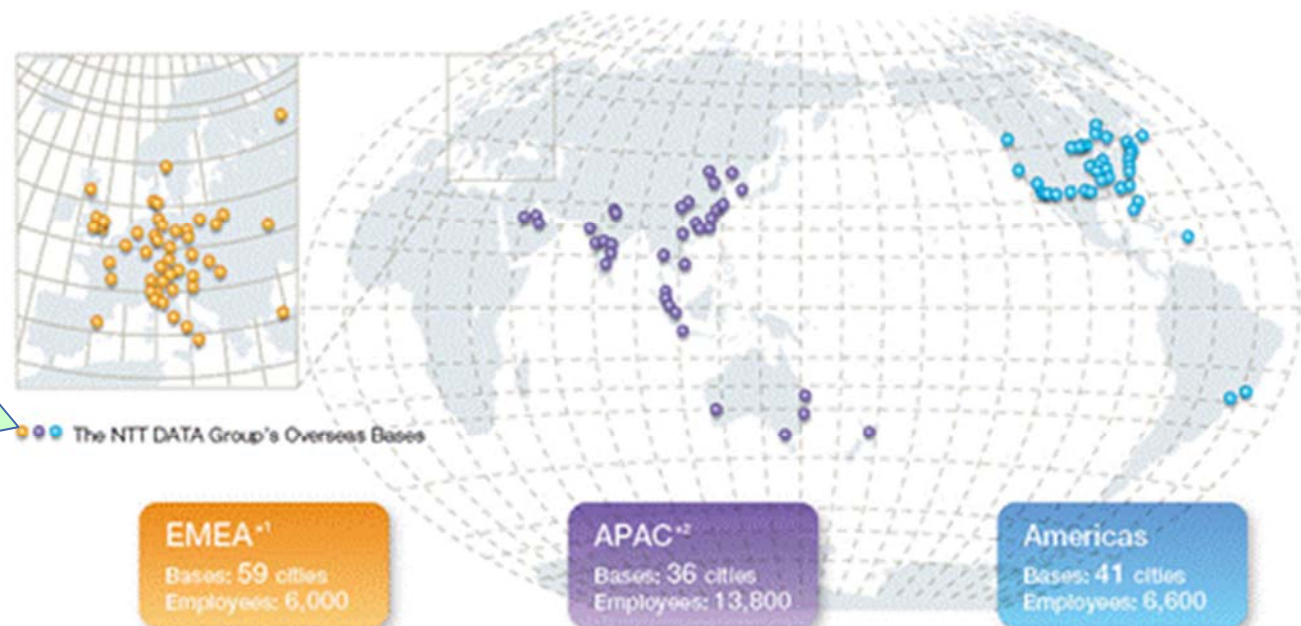 The NTT DATA Group's Overseas Bases
EMEA*1
Bases: 59 cities
Employees: 6,000
APAC*2
Bases: 36 cities
Employees: 13,800
Americas
Bases: 41 cities
Employees: 6,600